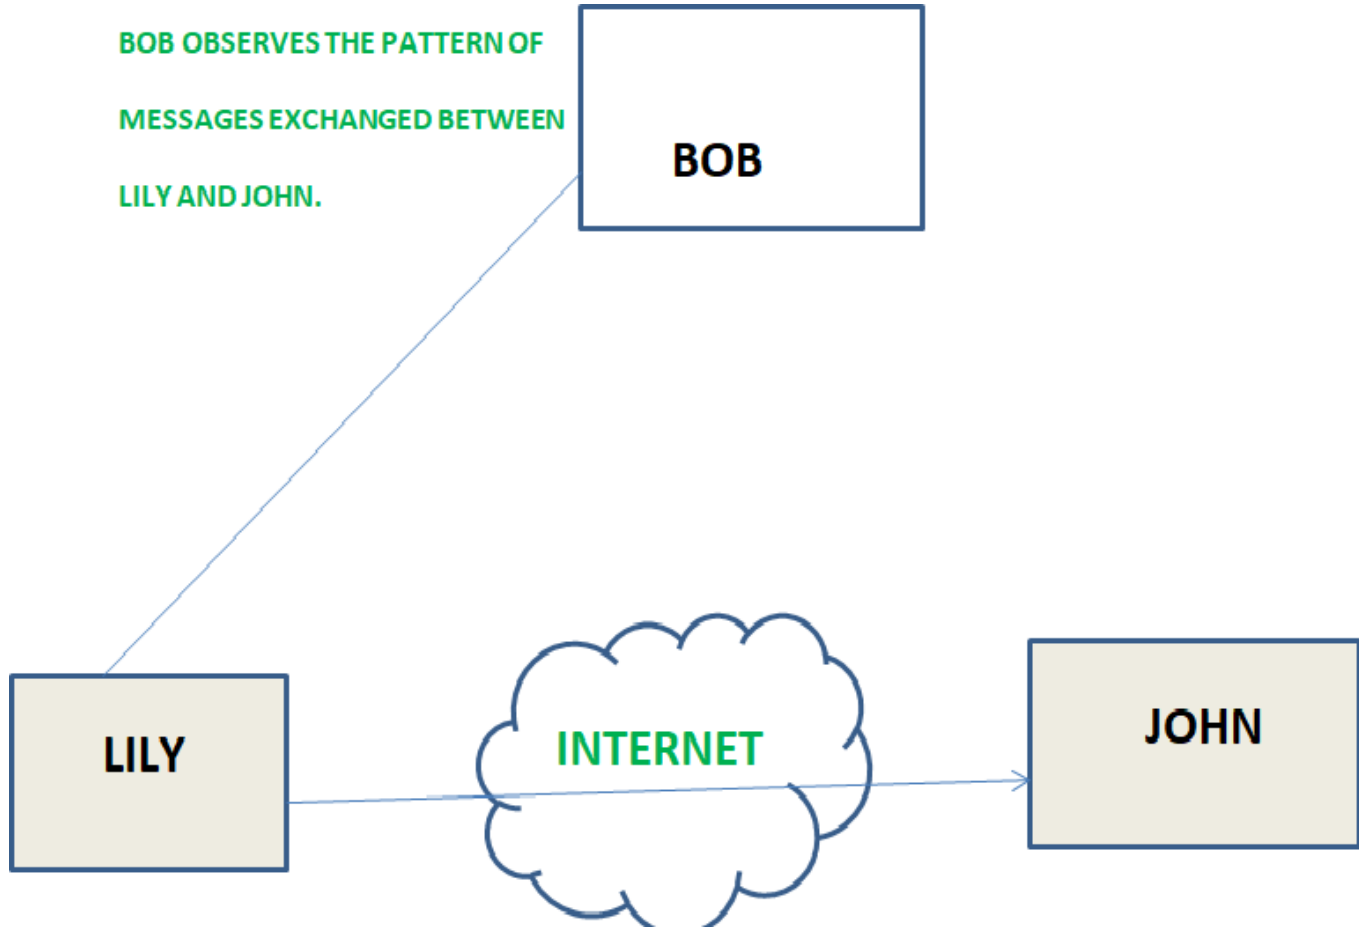 BOB OBSERVES THE PATTERN OF
MESSAGES EXCHANGED BETWEEN
LILY AND JOHN.
BOB
LILY
INTERNET
JOHN